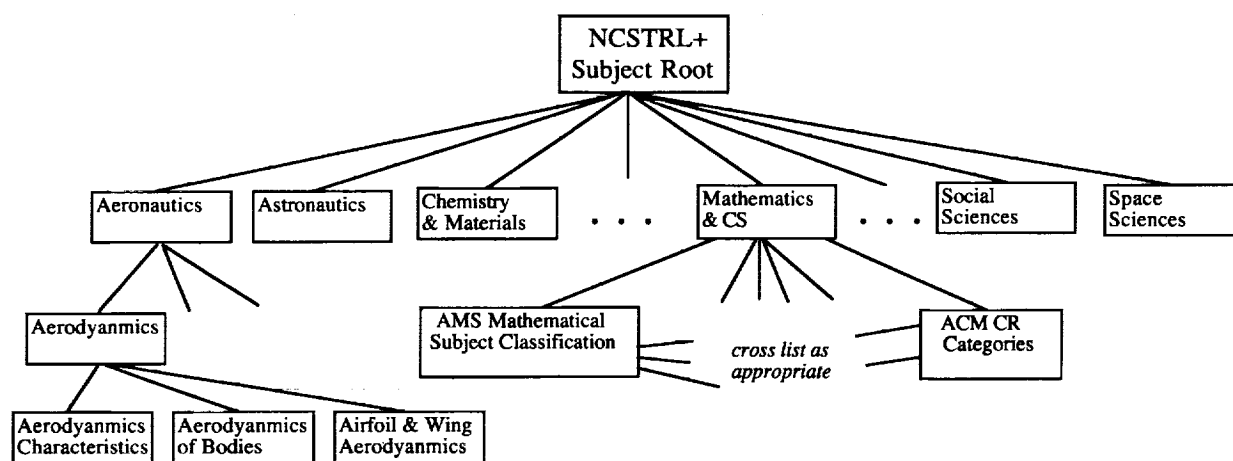 NCSTRL+
Subject Root
Aeronautics
Astronautics
Chemistry
& Materials
. . .
Mathematics
& CS
. . .
Social
Sciences
Space
Sciences
Aerodyanmics
AMS Mathematical
Subject Classification
cross list as
appropriate
ACM CR
Categories
Aerodyanmics
Characteristics
Aerodyanmics
of Bodies
Airfoil & Wing
Aerodyanmics